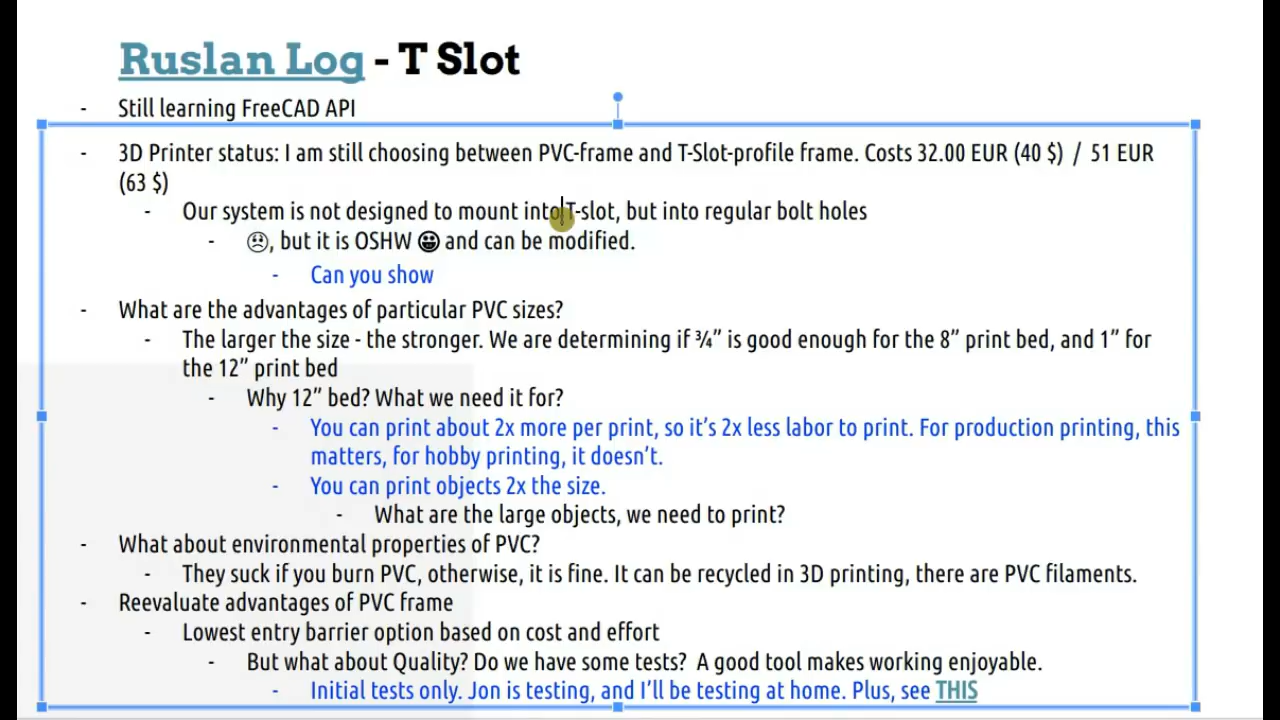 Ruslan Log - T Slot
- Still learning FreeCAD API
- 3D Printer status: I am still choosing between PVC-frame and T-Slot-profile frame. Costs 32.00 EUR (40 $) / 51 EUR
(63 $)
- Our system is not designed to mount into T-slot, but into regular bolt holes
- ☹, but it is OSHW 😀 and can be modified.
- Can you show
- What are the advantages of particular PVC sizes?
- The larger the size - the stronger. We are determining if ¾” is good enough for the 8” print bed, and 1” for
the 12” print bed
- Why 12” bed? What we need it for?
- You can print about 2x more per print, so it’s 2x less labor to print. For production printing, this
matters, for hobby printing, it doesn’t.
- You can print objects 2x the size.
- What are the large objects, we need to print?
- What about environmental properties of PVC?
- They suck if you burn PVC, otherwise, it is fine. It can be recycled in 3D printing, there are PVC filaments.
- Reevaluate advantages of PVC frame
- Lowest entry barrier option based on cost and effort
- But what about Quality? Do we have some tests?  A good tool makes working enjoyable.
- Initial tests only. Jon is testing, and I’ll be testing at home. Plus, see THIS